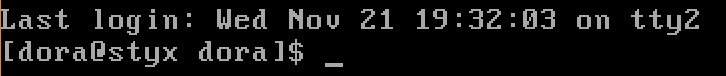 Last login: Wed Nov 21 19:32:03 on tty2
[dora@styx dora]$ _